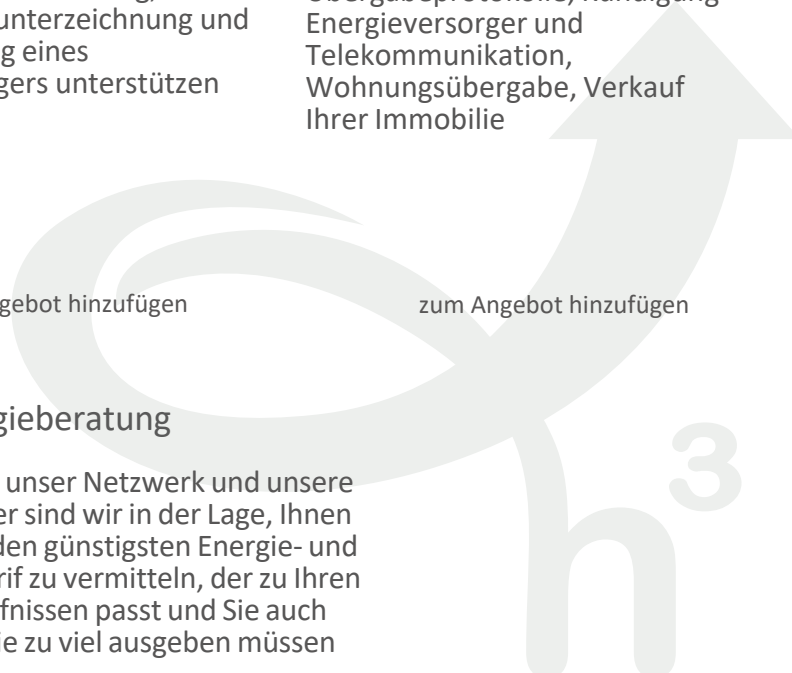 unterzeichnung und
g eines
gers unterstützen
Energieversorger und
Telekommunikation,
Wohnungsübergabe, Verkauf
Ihrer Immobilie
gebot hinzufügen
zum Angebot hinzufügen
gieberatung
unser Netzwerk und unsere
er sind wir in der Lage, Ihnen
den günstigsten Energie- und
rif zu vermitteln, der zu Ihren
fnissen passt und Sie auch
ie zu viel ausgeben müssen
h³